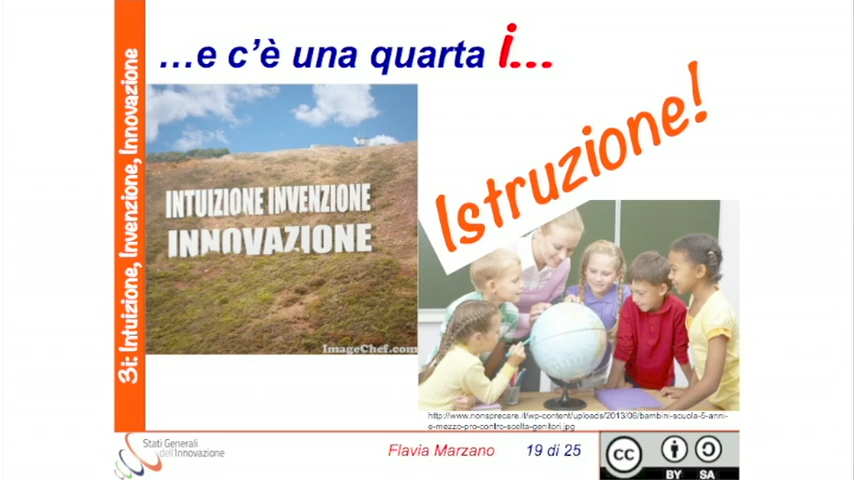 …e c'è una quarta i…
3i: Intuizione, Invenzione, Innovazione
INTUIZIONE INVENZIONE
INNOVAZIONE
ImageChef.com
Istruzione!
http://www.nonsprecare.it/wp-content/uploads/2013/06/bambini-scuola-5-anni-
e-mezzo-pro-contro-scelta-genitori.jpg
Stati Generali
dell'Innovazione
Flavia Marzano
19 di 25
CC
BY SA